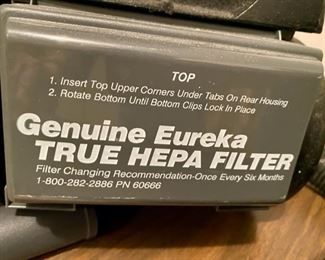 TOP
1. Insert Top Upper Corners Under Tabs On Rear Housing
2. Rotate Bottom Until Bottom Clips Lock In Place
Genuine Eureka
TRUE HEPA FILTER
Filter Changing Recommendation-Once Every Six Months
1-800-282-2886 PN 60666